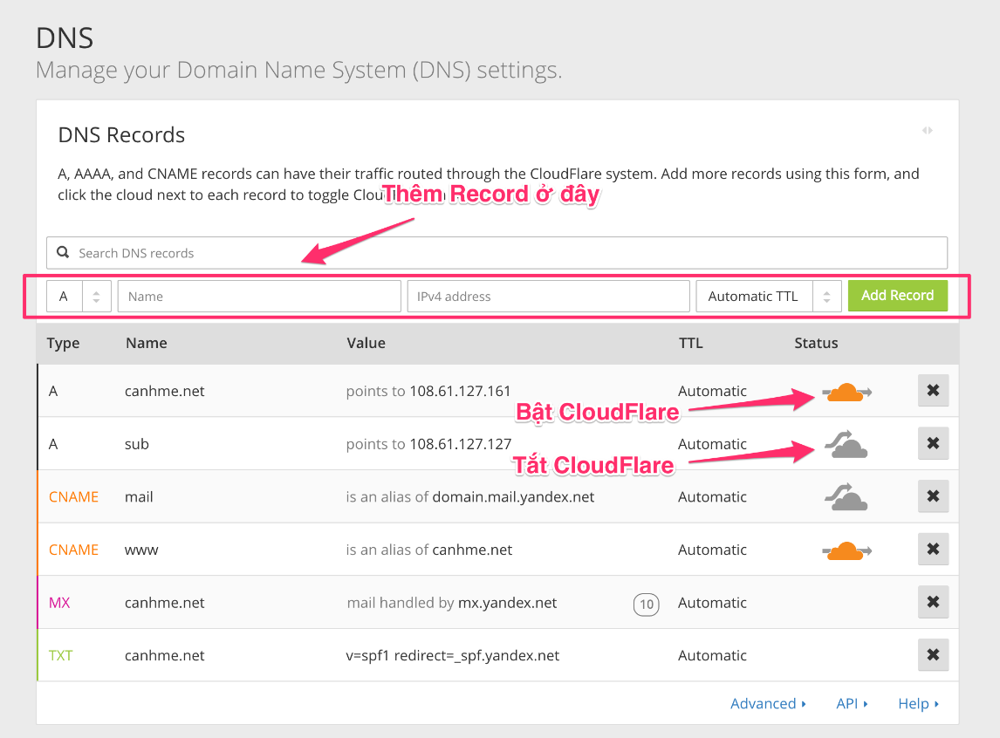 DNS
Manage your Domain Name System (DNS) settings.
DNS Records
A, AAAA, and CNAME records can have their traffic routed through the CloudFlare system. Add more records using this form, and
click the cloud next to each record to toggle Clou
Thêm Record ở đây
Search DNS records
A Name IPv4 address Automatic TTL Add Record
Type Name Value TTL Status
A canhme.net points to 108.61.127.161 Automatic
Bật CloudFlare
A sub points to 108.61.127.127 Automatic
Tắt CloudFlare
CNAME mail is an alias of domain.mail.yandex.net Automatic
CNAME www is an alias of canhme.net Automatic
MX canhme.net mail handled by mx.yandex.net 10 Automatic
TXT canhme.net v=spf1 redirect=_spf.yandex.net Automatic
Advanced API Help